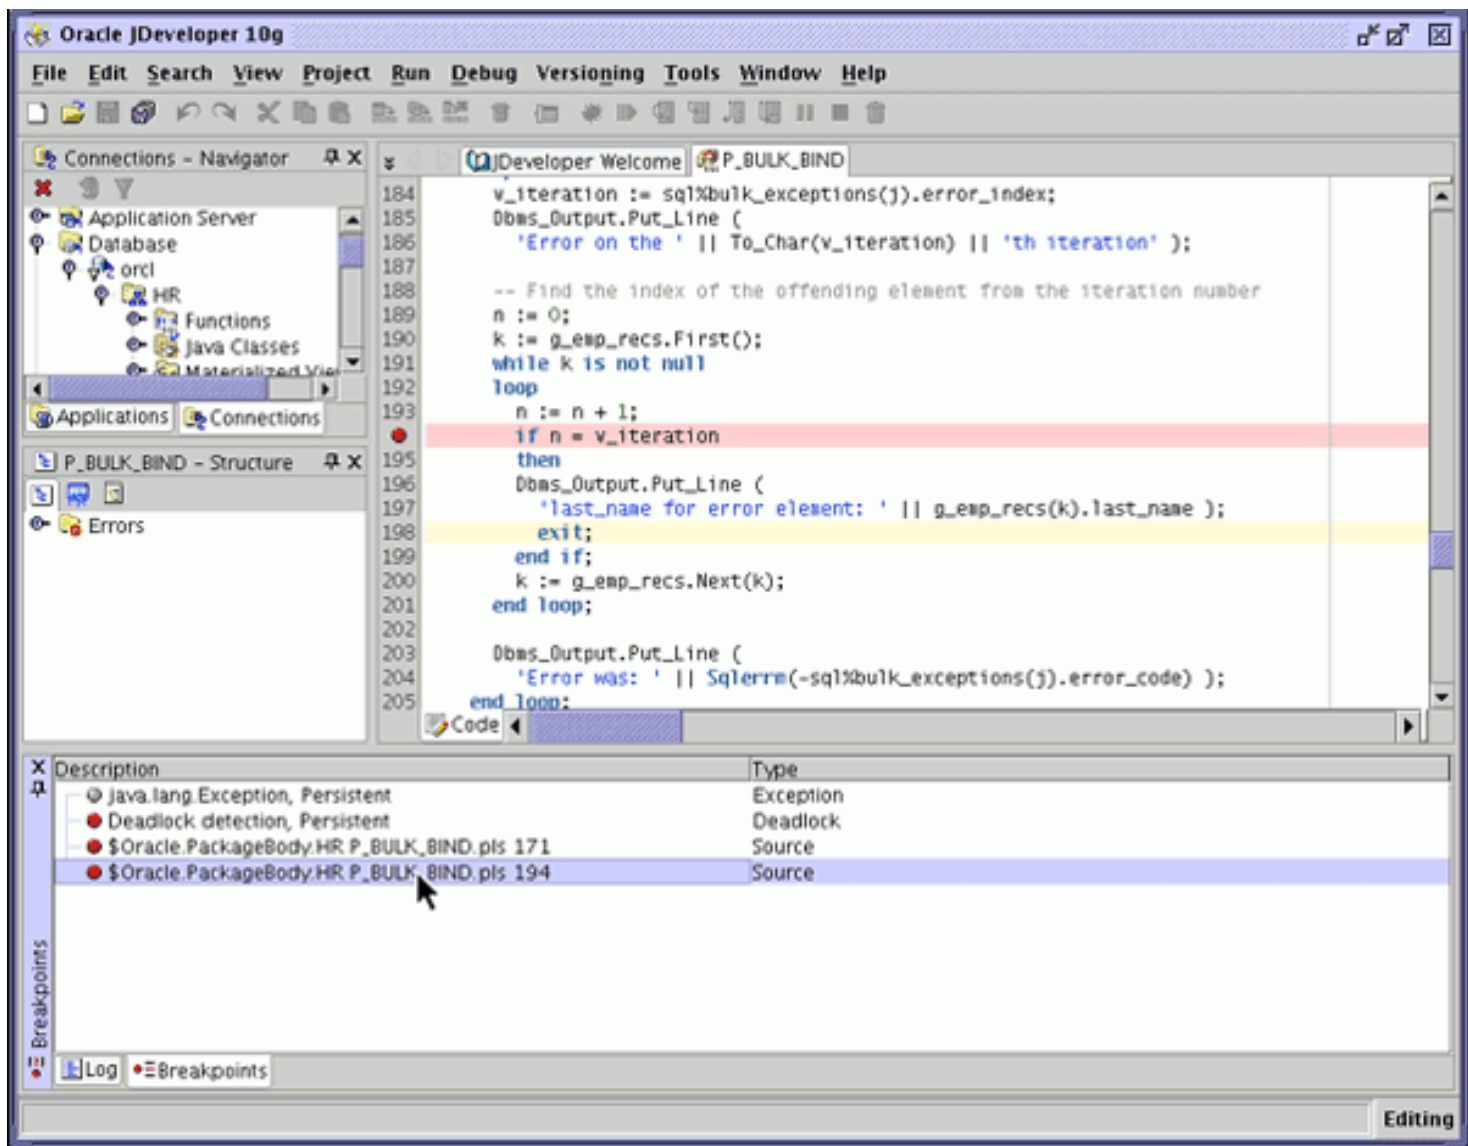 Oracle JDeveloper 10g
File Edit Search View Project Run Debug Versioning Tools Window Help
Connections - Navigator
JDeveloper Welcome
P_BULK_BIND
Application Server
Database
orcl
HR
Functions
Java Classes
Materialized Vie
Applications
Connections
184 v_iteration := sql%bulk_exceptions(j).error_index;
185 Dbms_Output.Put_Line (
186 'Error on the ' || To_Char(v_iteration) || 'th iteration' );
187
188 -- Find the index of the offending element from the iteration number
189 n := 0;
190 k := g_emp_recs.First();
191 while k is not null
192 loop
193 n := n + 1;
if n = v_iteration
195 then
196 Dbms_Output.Put_Line (
197 'last_name for error element: ' || g_emp_recs(k).last_name );
198 exit;
199 end if;
200 k := g_emp_recs.Next(k);
201 end loop;
202
203 Dbms_Output.Put_Line (
204 'Error was: ' || Sqlerrm(-sql%bulk_exceptions(j).error_code) );
205 end loop;
Code
P_BULK_BIND - Structure
Errors
Description Type
java.lang.Exception, Persistent Exception
Deadlock detection, Persistent Deadlock
$Oracle.PackageBody.HR P_BULK_BIND.pls 171 Source
$Oracle.PackageBody.HR P_BULK_BIND.pls 194 Source
Breakpoints
Log
Breakpoints
Editing